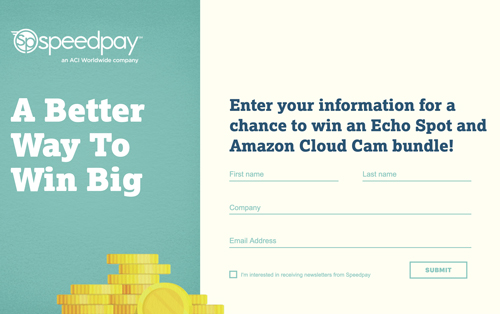 speedpay
an ACI Worldwide company
A Better
Way To
Win Big
Enter your information for a
chance to win an Echo Spot and
Amazon Cloud Cam bundle!
First name Last name
Company
Email Address
I'm interested in receiving newsletters from Speedpay
SUBMIT